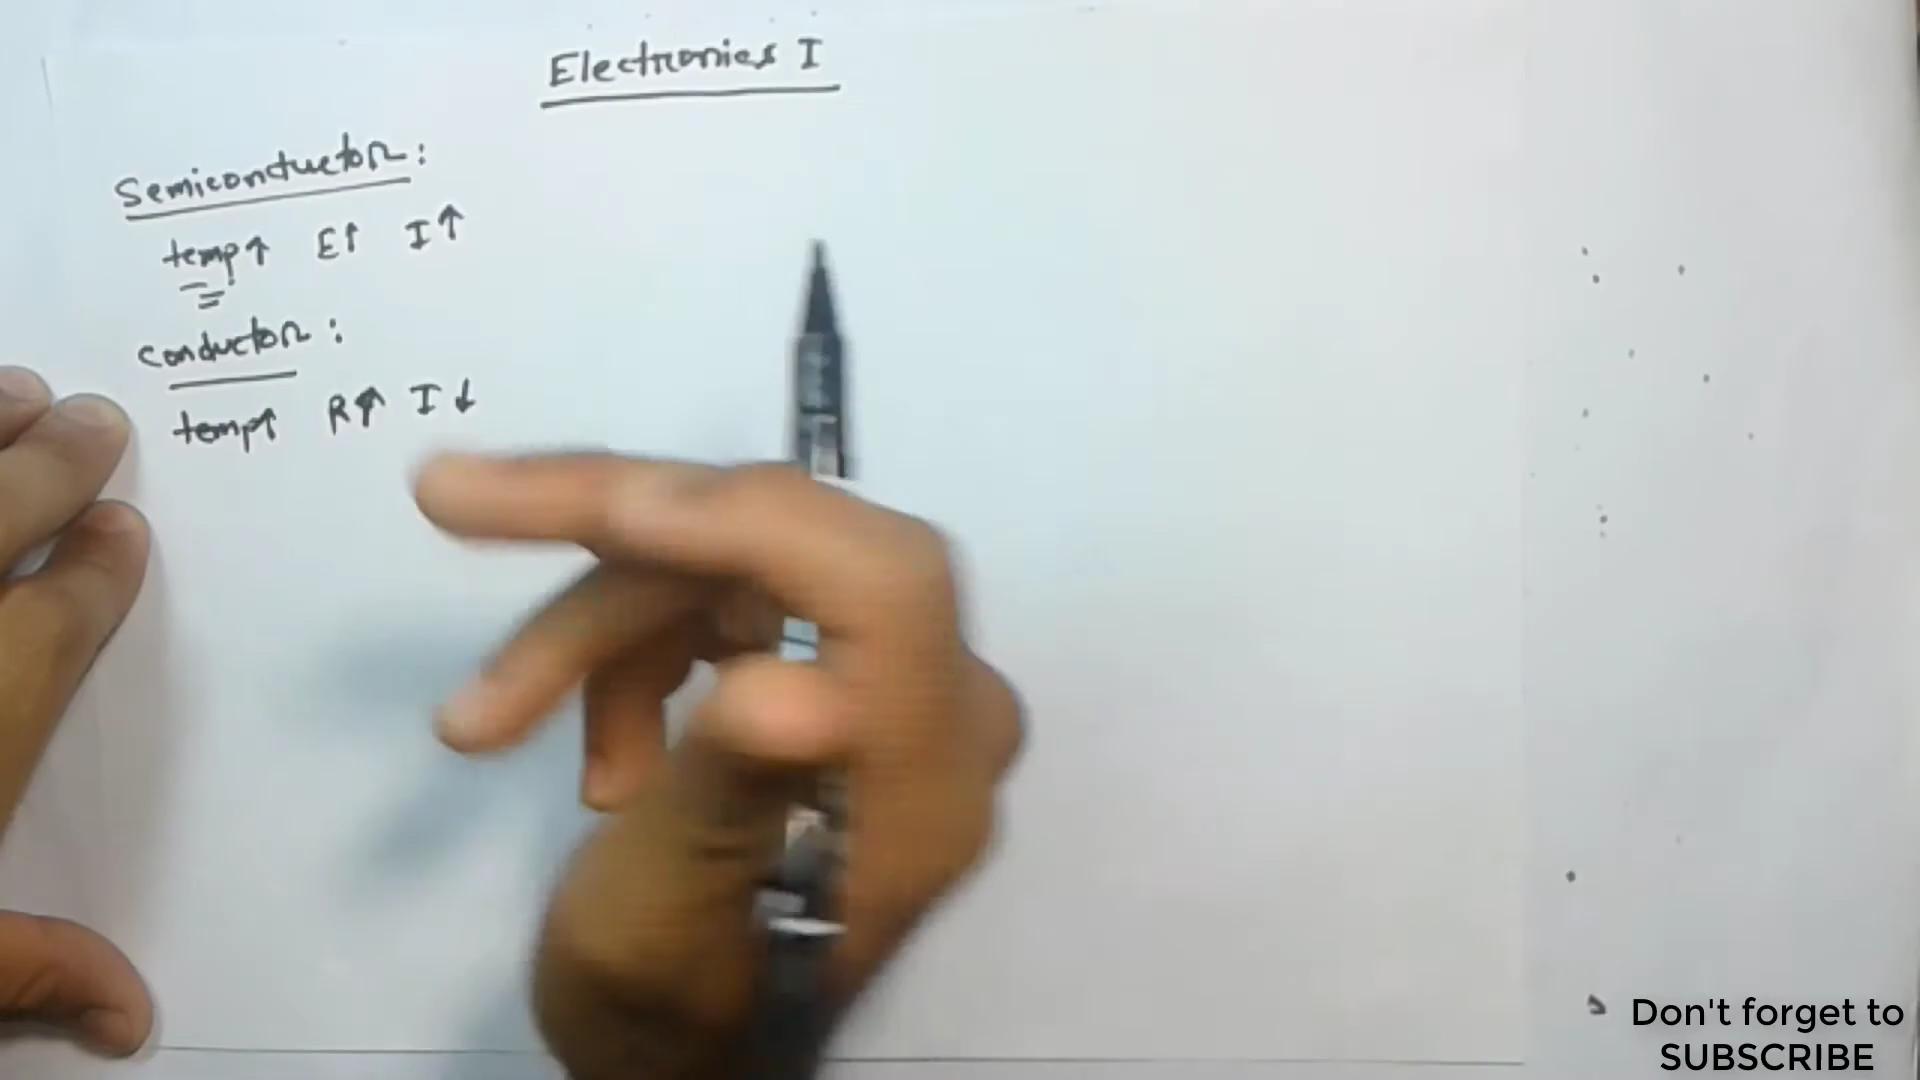 Electronics I
Semiconductor:
temp↑ E↑ I↑
Conductor:
temp↑ R↑ I↓
Don't forget to
SUBSCRIBE